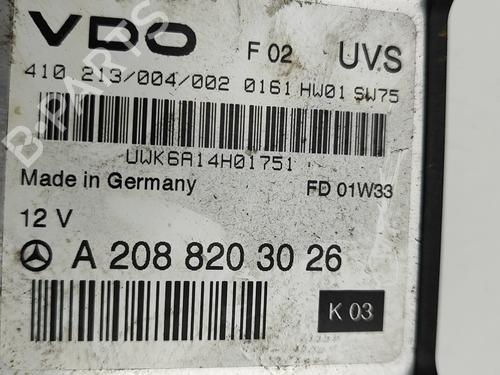 VDO F 02 UVS
410 213/004/002 0161 HW01 SW75
UWK6A14H01751
Made in Germany FD 01W33
12 V
A 208 820 30 26
K 03
B-PARTS